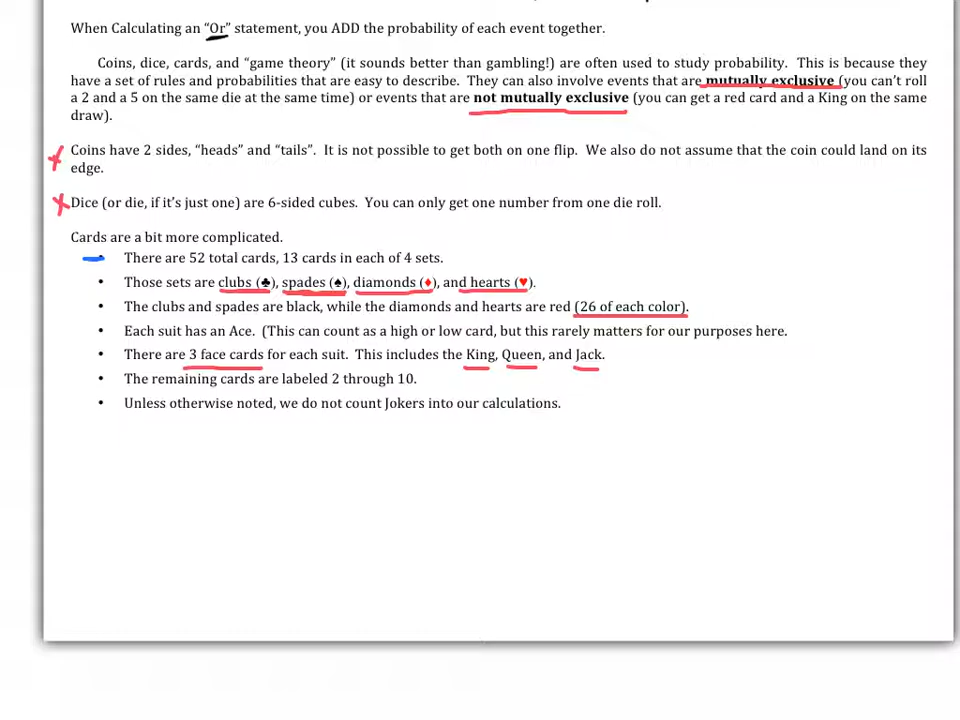 When Calculating an “Or” statement, you ADD the probability of each event together.
Coins, dice, cards, and “game theory” (it sounds better than gambling!) are often used to study probability. This is because they
have a set of rules and probabilities that are easy to describe. They can also involve events that are mutually exclusive (you can’t roll
a 2 and a 5 on the same die at the same time) or events that are not mutually exclusive (you can get a red card and a King on the same
draw).
Coins have 2 sides, “heads” and “tails”. It is not possible to get both on one flip. We also do not assume that the coin could land on its
edge.
Dice (or die, if it’s just one) are 6-sided cubes. You can only get one number from one die roll.
Cards are a bit more complicated.
• There are 52 total cards, 13 cards in each of 4 sets.
• Those sets are clubs (♣), spades (♠), diamonds (♦), and hearts (♥).
• The clubs and spades are black, while the diamonds and hearts are red (26 of each color).
• Each suit has an Ace. (This can count as a high or low card, but this rarely matters for our purposes here.
• There are 3 face cards for each suit. This includes the King, Queen, and Jack.
• The remaining cards are labeled 2 through 10.
• Unless otherwise noted, we do not count Jokers into our calculations.